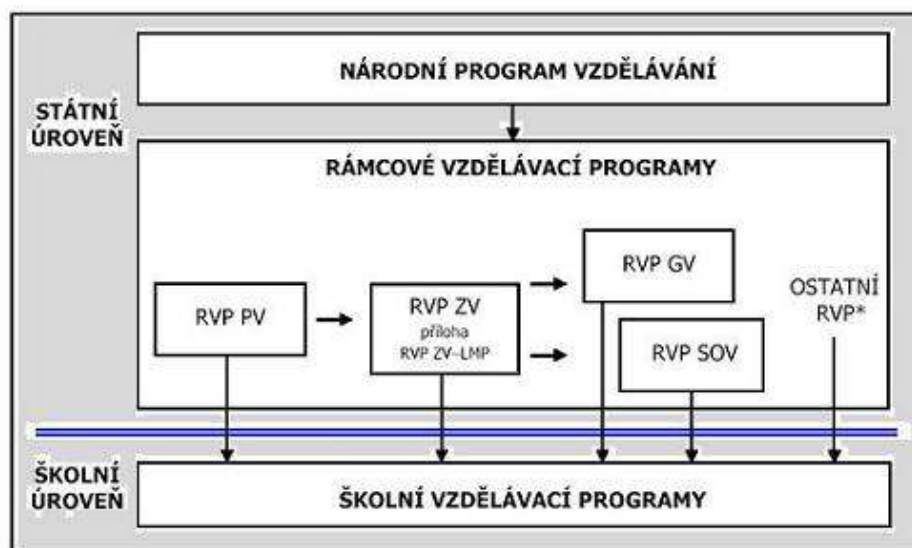 NÁRODNÍ PROGRAM VZDĚLÁVÁNÍ
STÁTNÍ
ÚROVEŇ
RÁMCOVÉ VZDĚLÁVACÍ PROGRAMY
RVP PV
RVP ZV
příloha
RVP ZV–LMP
RVP GV
RVP SOV
OSTATNÍ
RVP*
ŠKOLNÍ
ÚROVEŇ
ŠKOLNÍ VZDĚLÁVACÍ PROGRAMY